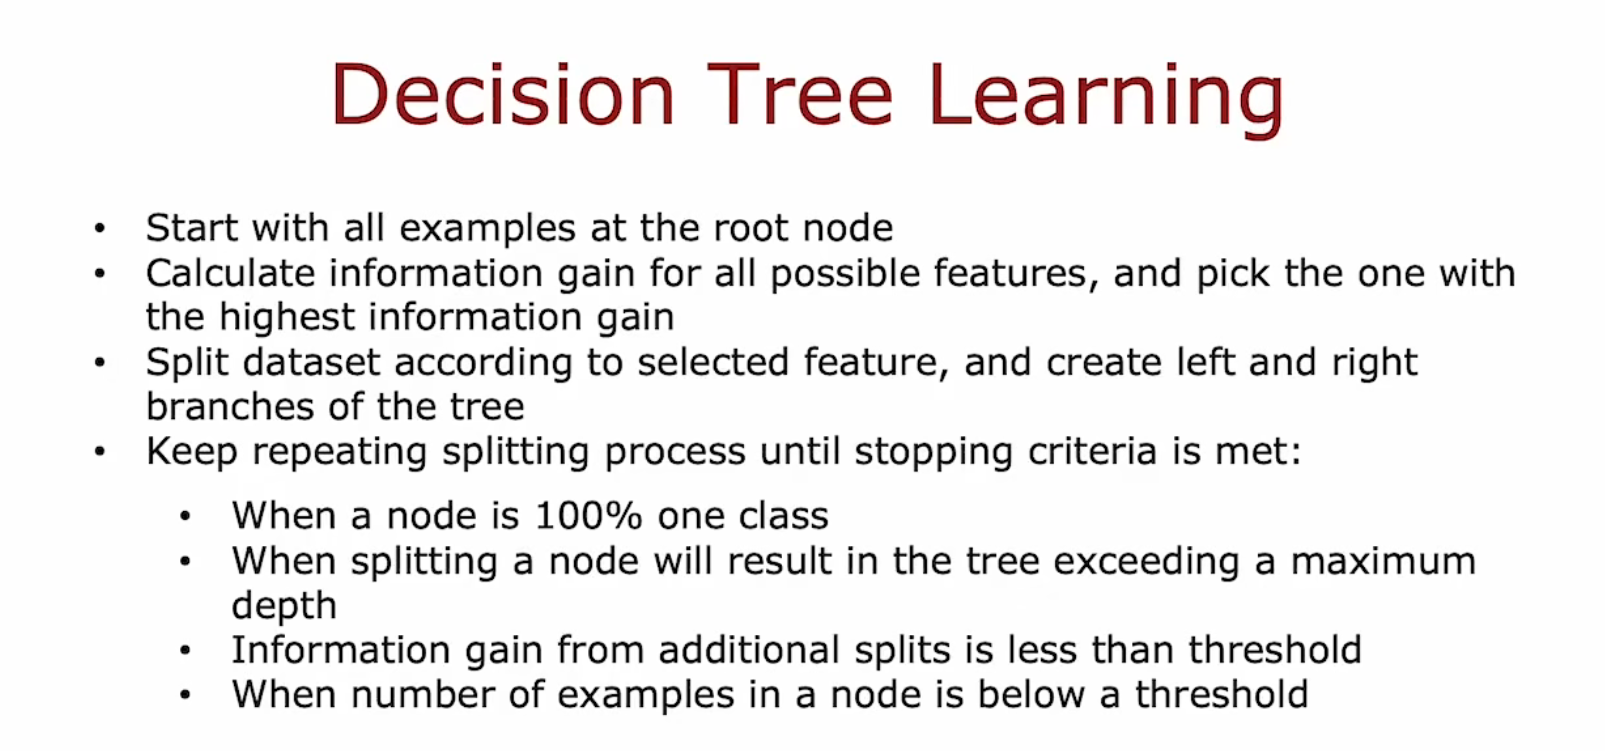 Decision Tree Learning
• Start with all examples at the root node
• Calculate information gain for all possible features, and pick the one with
the highest information gain
• Split dataset according to selected feature, and create left and right
branches of the tree
• Keep repeating splitting process until stopping criteria is met:
• When a node is 100% one class
• When splitting a node will result in the tree exceeding a maximum
depth
• Information gain from additional splits is less than threshold
• When number of examples in a node is below a threshold